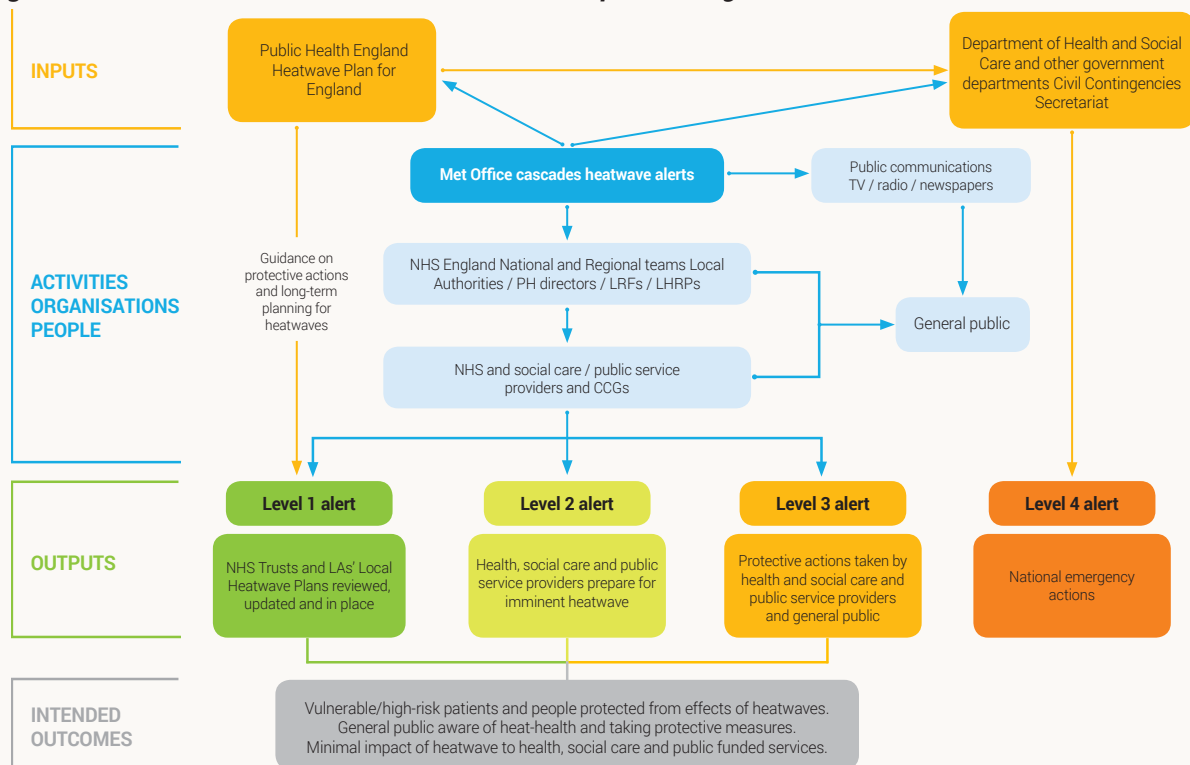 INPUTS
Public Health England
Heatwave Plan for
England
Department of Health and Social
Care and other government
departments Civil Contingencies
Secretariat
ACTIVITIES
ORGANISATIONS
PEOPLE
Met Office cascades heatwave alerts
Public communications
TV / radio / newspapers
Guidance on
protective actions
and long-term
planning for
heatwaves
NHS England National and Regional teams Local
Authorities / PH directors / LRFs / LHRPs
General public
NHS and social care / public service
providers and CCGs
OUTPUTS
Level 1 alert
Level 2 alert
Level 3 alert
Level 4 alert
NHS Trusts and LAs' Local
Heatwave Plans reviewed,
updated and in place
Health, social care and public
service providers prepare for
imminent heatwave
Protective actions taken by
health and social care and
public service providers
and general public
National emergency
actions
INTENDED
OUTCOMES
Vulnerable/high-risk patients and people protected from effects of heatwaves.
General public aware of heat-health and taking protective measures.
Minimal impact of heatwave to health, social care and public funded services.